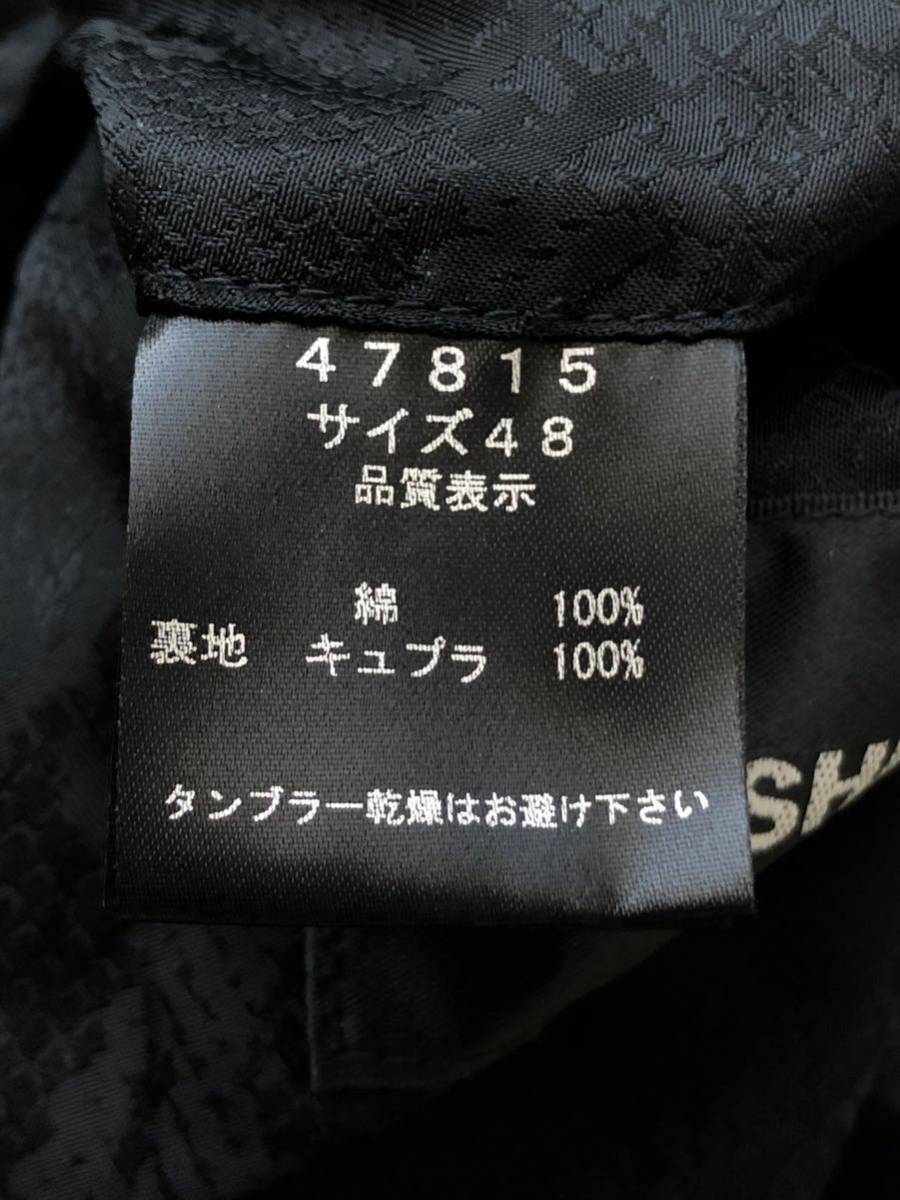 47815
サイズ48
品質表示
綿 100%
裏地 キュプラ 100%
タンブラー乾燥はお避け下さい